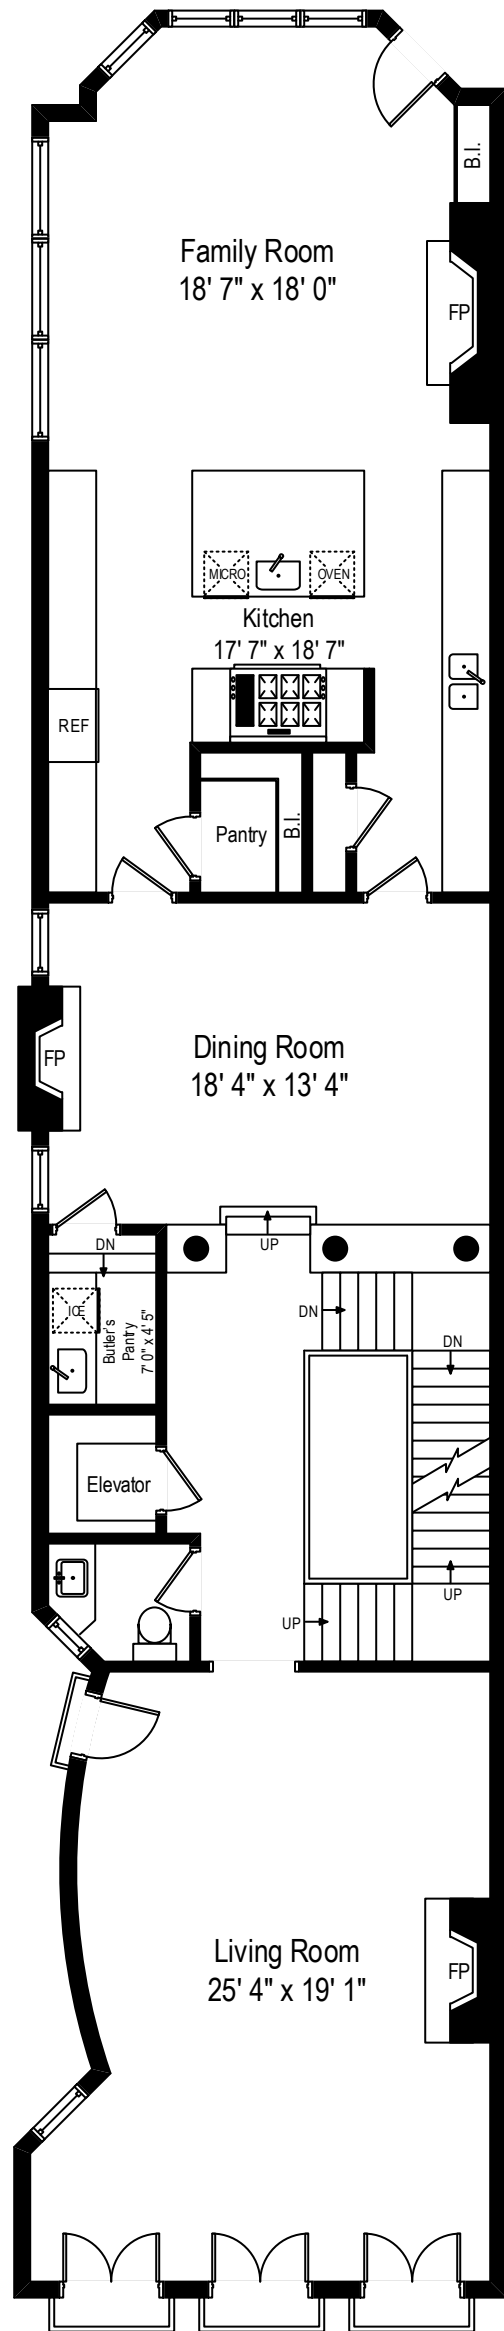 B.I.
Family Room
18' 7" x 18' 0"
FP
MICRO
OVEN
Kitchen
17' 7" x 18' 7"
REF
Pantry
B.I.
Dining Room
18' 4" x 13' 4"
FP
DN
UP
ICE
Butler's
Pantry
7' 0" x 4' 5"
DN
DN
Elevator
UP
UP
Living Room
25' 4" x 19' 1"
FP